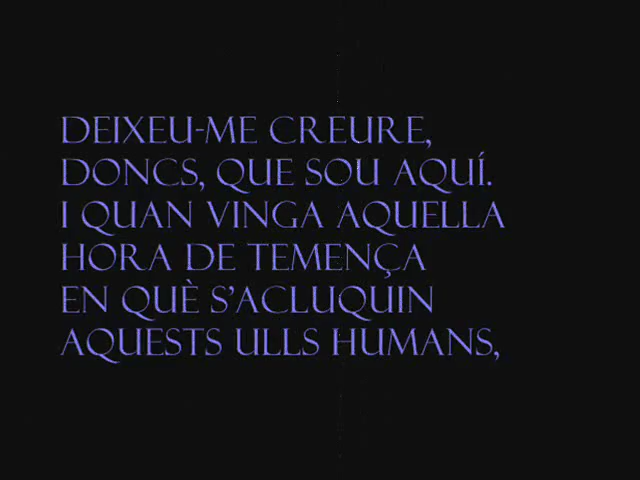 DEIXEU-ME CREURE,
DONCS, QUE SOU AQUÍ.
I QUAN VINGA AQUELLA
HORA DE TEMENÇA
EN QUÈ S'ACLUQUIN
AQUESTS ULLS HUMANS,